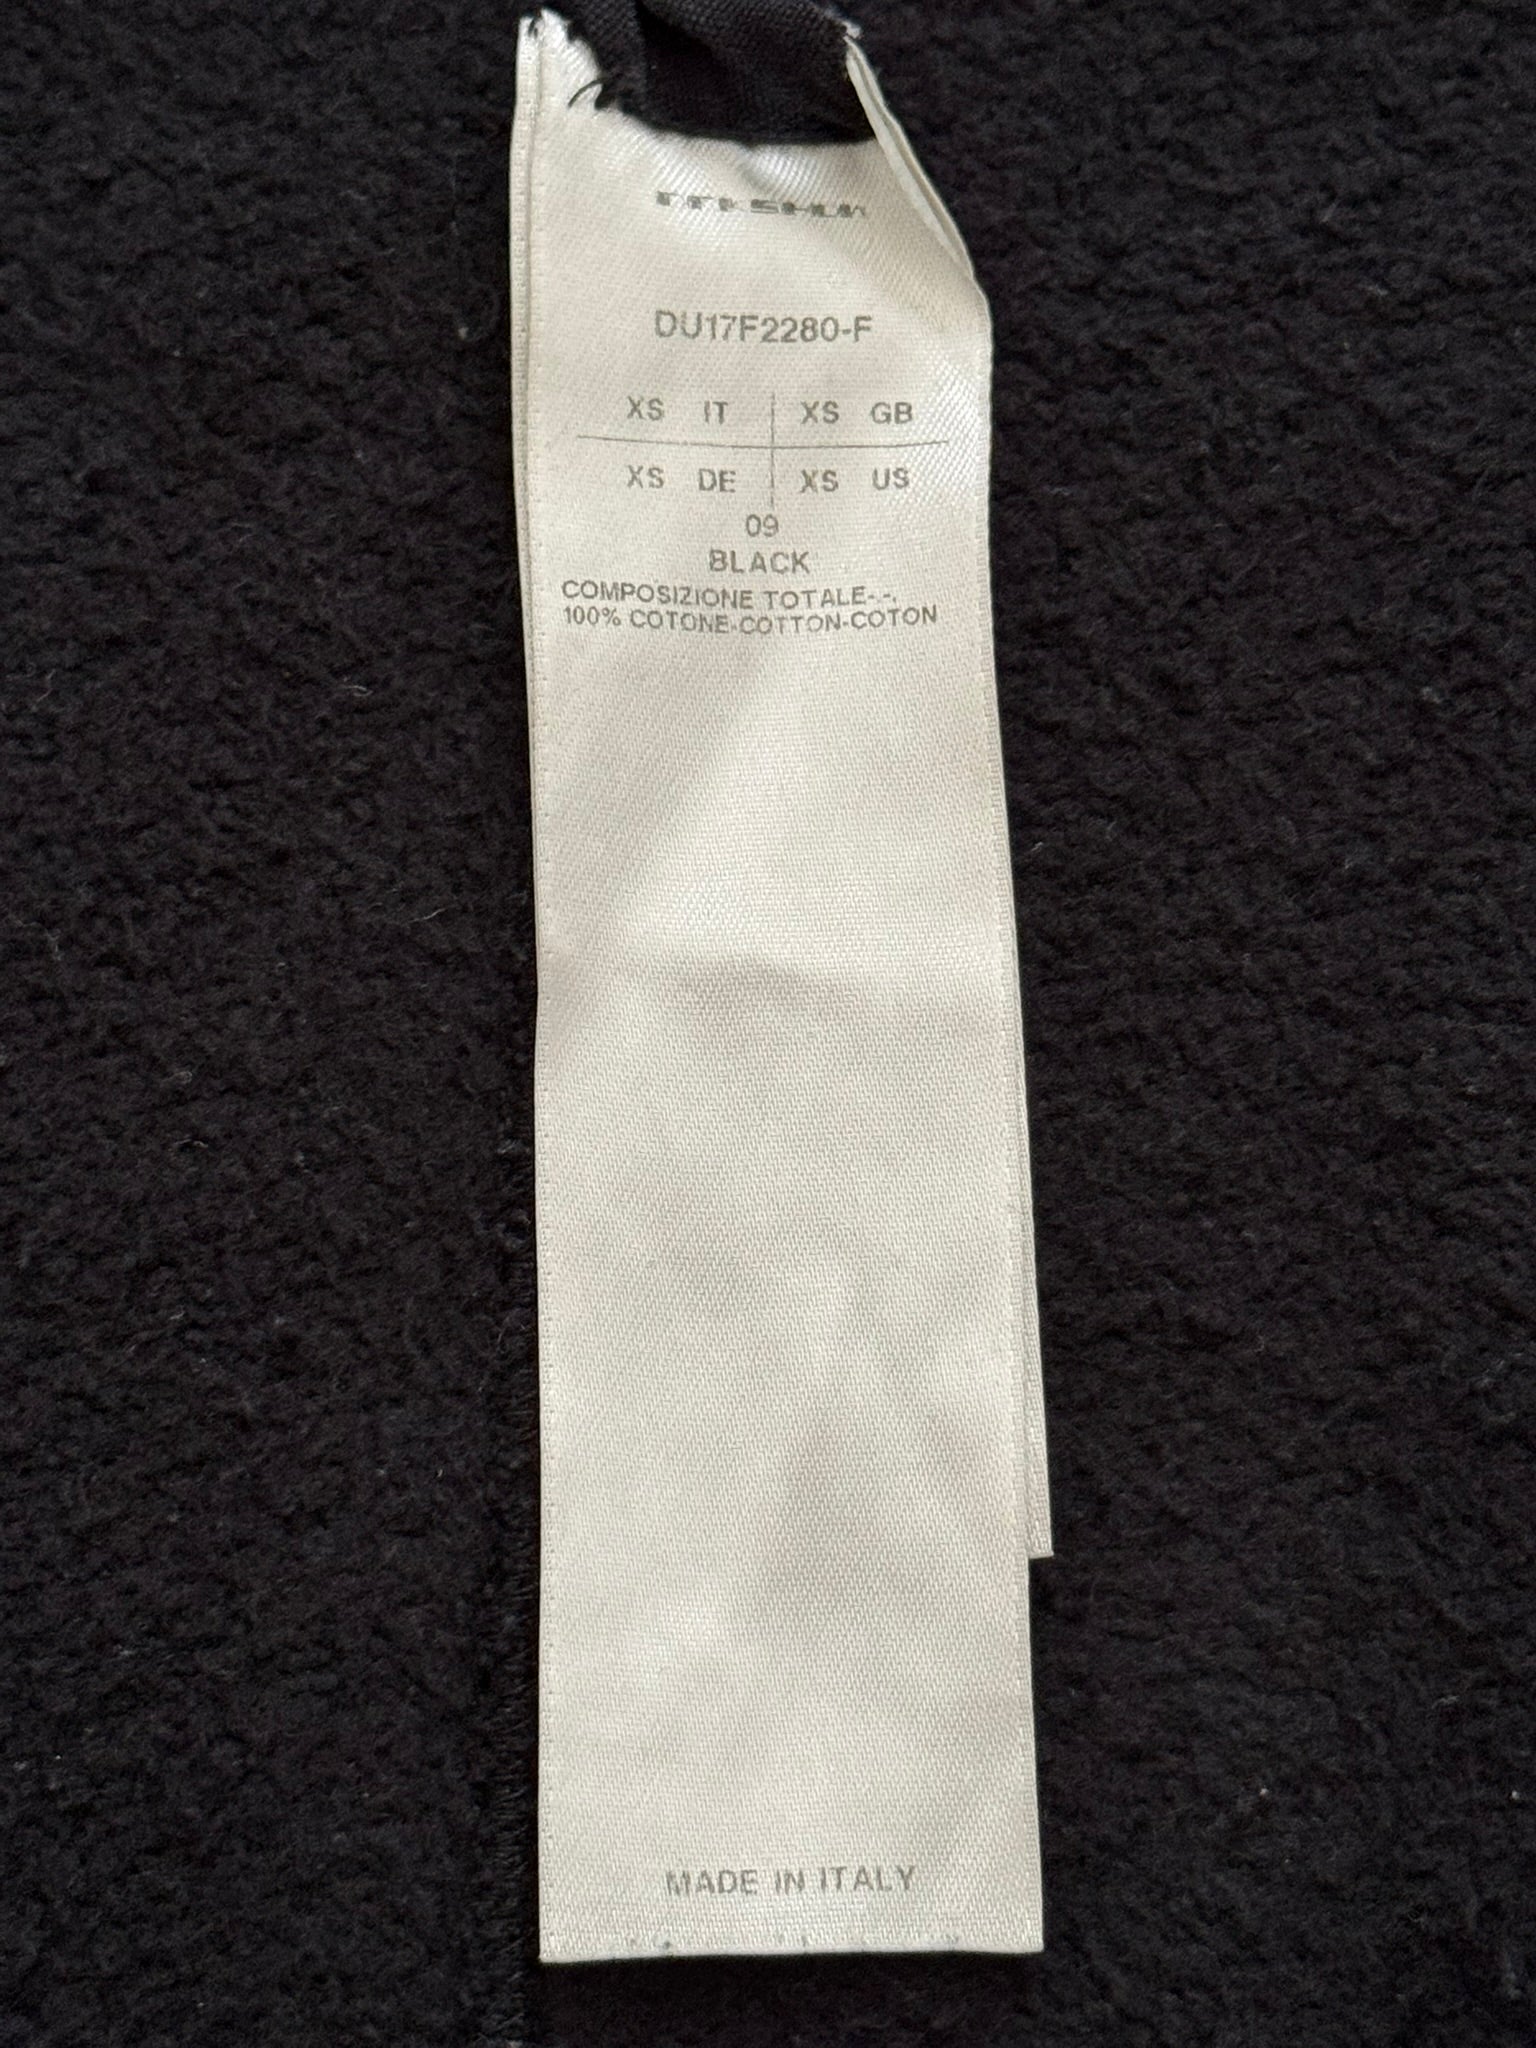 DU17F2280-F
XS IT XS GB
XS DE XS US
09
BLACK
COMPOSIZIONE TOTALE--.
100% COTONE-COTTON-COTON
MADE IN ITALY